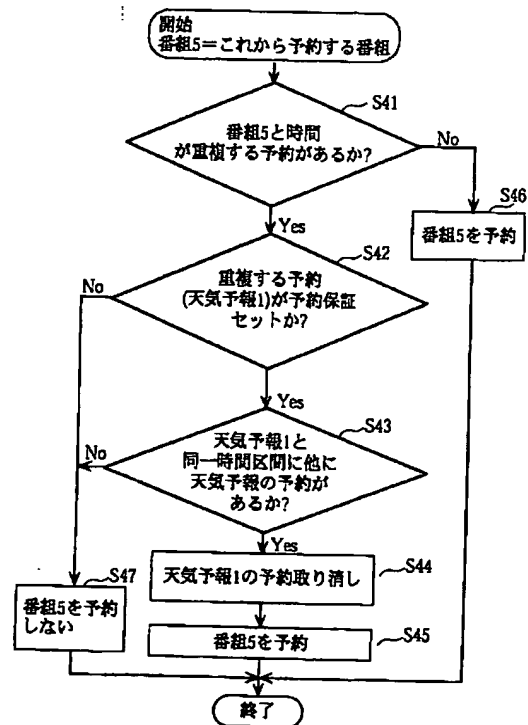 開始
番組5=これから予約する番組
S41
番組5と時間
が重複する予約があるか?
No
S46
番組5を予約
Yes
S42
重複する予約
(天気予報1)が予約保証
セットか?
No
Yes
S43
天気予報1と
同一時間区間に他に
天気予報の予約が
あるか?
No
Yes
S44
天気予報1の予約取り消し
S47
番組5を予約
しない
S45
番組5を予約
終了